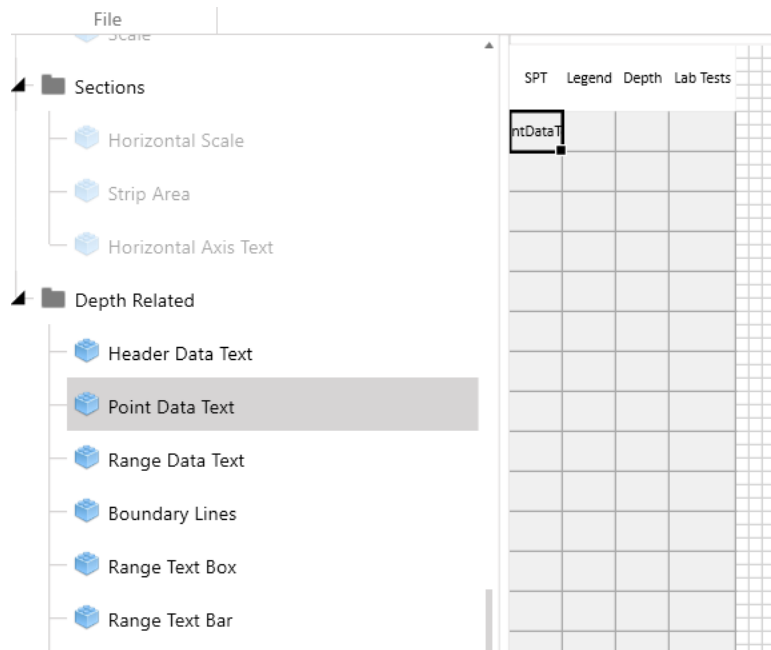 File
Scale
Sections
Horizontal Scale
Strip Area
Horizontal Axis Text
Depth Related
Header Data Text
Point Data Text
Range Data Text
Boundary Lines
Range Text Box
Range Text Bar
SPT Legend Depth Lab Tests
ntDataT